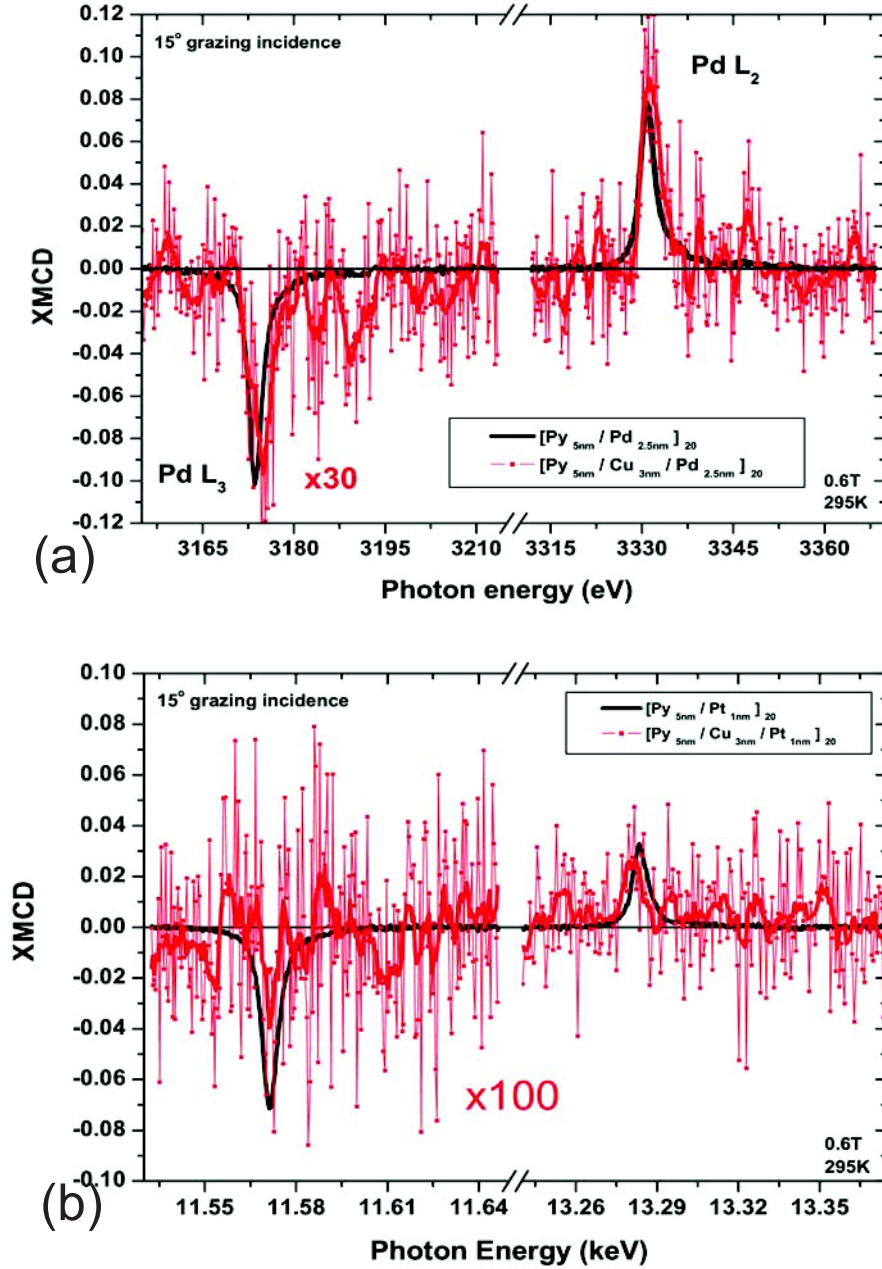 0.12
0.10
0.08
0.06
0.04
0.02
0.00
-0.02
-0.04
-0.06
-0.08
-0.10
-0.12
XMCD
15° grazing incidence
Pd L2
Pd L3
x30
[Py 5nm / Pd 2.5nm ] 20
[Py 5nm / Cu 3nm / Pd 2.5nm ] 20
0.6T
295K
3165 3180 3195 3210 3315 3330 3345 3360
(a)
Photon energy (eV)
0.10
0.08
0.06
0.04
0.02
0.00
-0.02
-0.04
-0.06
-0.08
-0.10
XMCD
15° grazing incidence
[Py 5nm / Pt 1nm ] 20
[Py 5nm / Cu 3nm / Pt 1nm ] 20
x100
0.6T
295K
11.55 11.58 11.61 11.64 13.26 13.29 13.32 13.35
(b)
Photon Energy (keV)